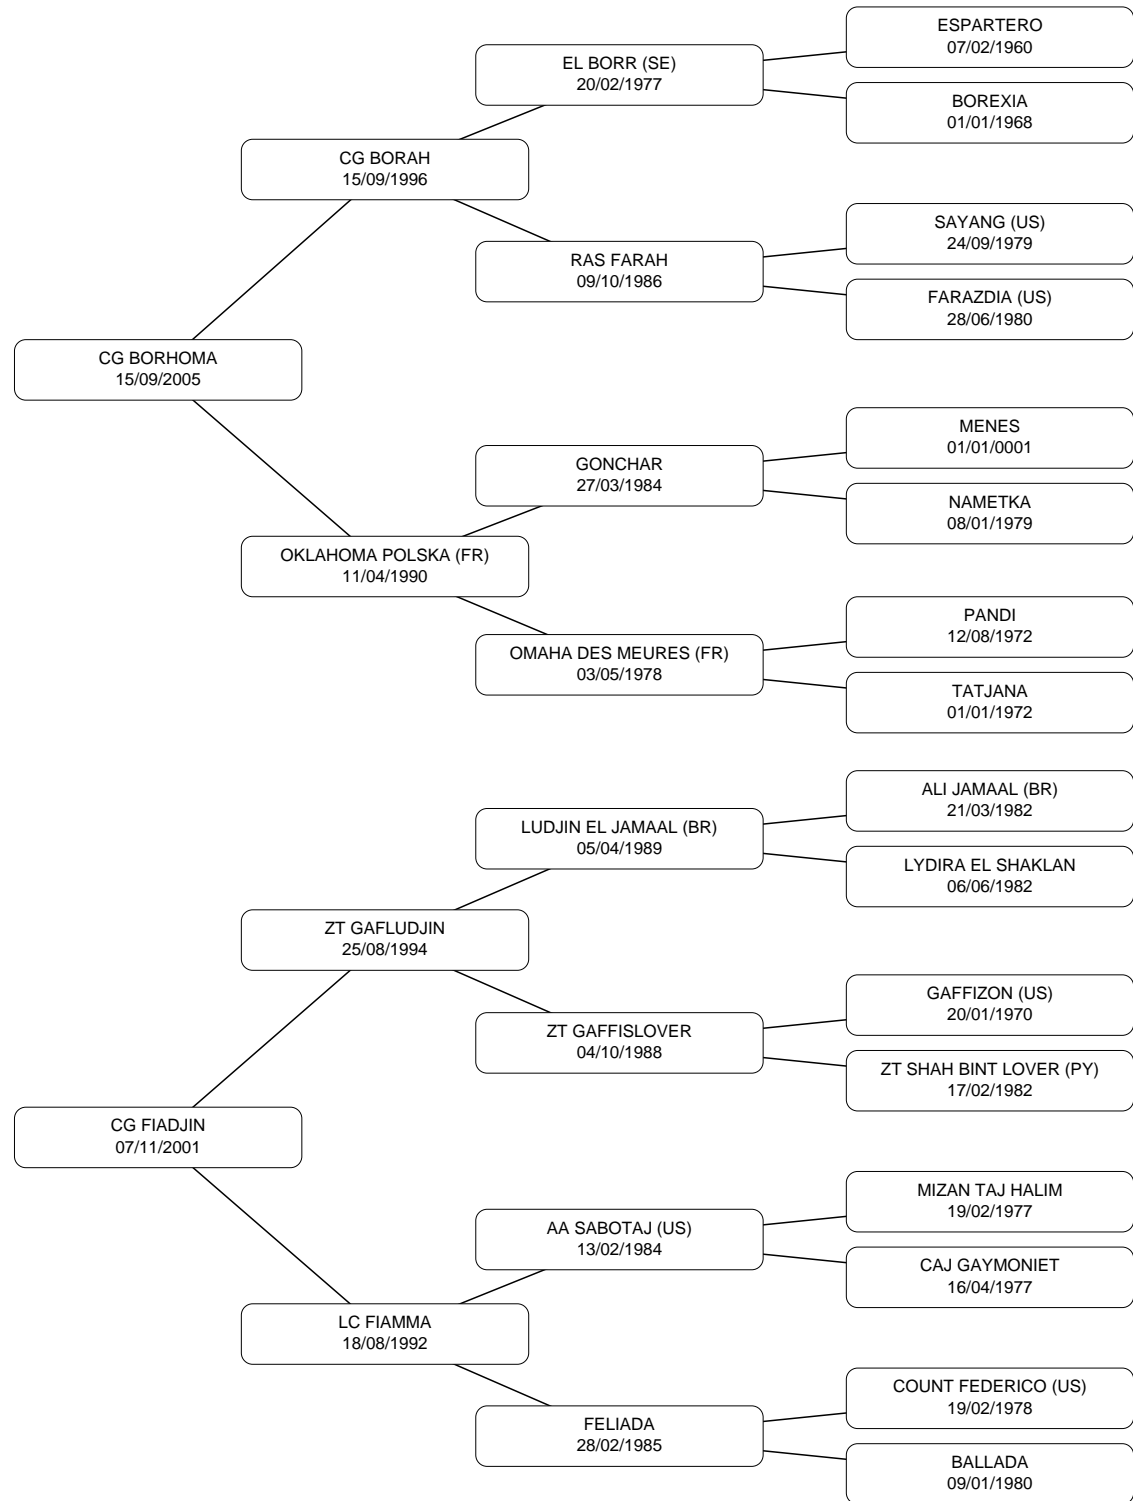 ESPARTERO
07/02/1960
EL BORR (SE)
20/02/1977
BOREXIA
01/01/1968
CG BORAH
15/09/1996
SAYANG (US)
24/09/1979
RAS FARAH
09/10/1986
FARAZDIA (US)
28/06/1980
CG BORHOMA
15/09/2005
MENES
01/01/0001
GONCHAR
27/03/1984
NAMETKA
08/01/1979
OKLAHOMA POLSKA (FR)
11/04/1990
PANDI
12/08/1972
OMAHA DES MEURES (FR)
03/05/1978
TATJANA
01/01/1972
ALI JAMAAL (BR)
21/03/1982
LUDJIN EL JAMAAL (BR)
05/04/1989
LYDIRA EL SHAKLAN
06/06/1982
ZT GAFLUDJIN
25/08/1994
GAFFIZON (US)
20/01/1970
ZT GAFFISLOVER
04/10/1988
ZT SHAH BINT LOVER (PY)
17/02/1982
CG FIADJIN
07/11/2001
MIZAN TAJ HALIM
19/02/1977
AA SABOTAJ (US)
13/02/1984
CAJ GAYMONIET
16/04/1977
LC FIAMMA
18/08/1992
COUNT FEDERICO (US)
19/02/1978
FELIADA
28/02/1985
BALLADA
09/01/1980